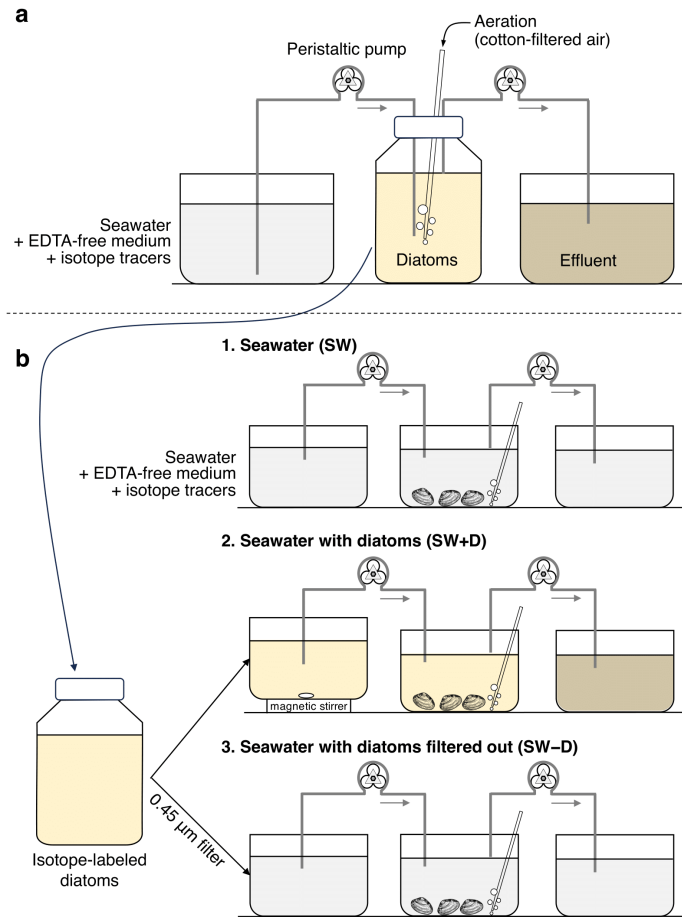 a
Aeration
(cotton-filtered air)
Peristaltic pump
Seawater
+ EDTA-free medium
+ isotope tracers
Diatoms
Effluent
b
1. Seawater (SW)
Seawater
+ EDTA-free medium
+ isotope tracers
2. Seawater with diatoms (SW+D)
magnetic stirrer
3. Seawater with diatoms filtered out (SW−D)
0.45 μm filter
Isotope-labeled
diatoms